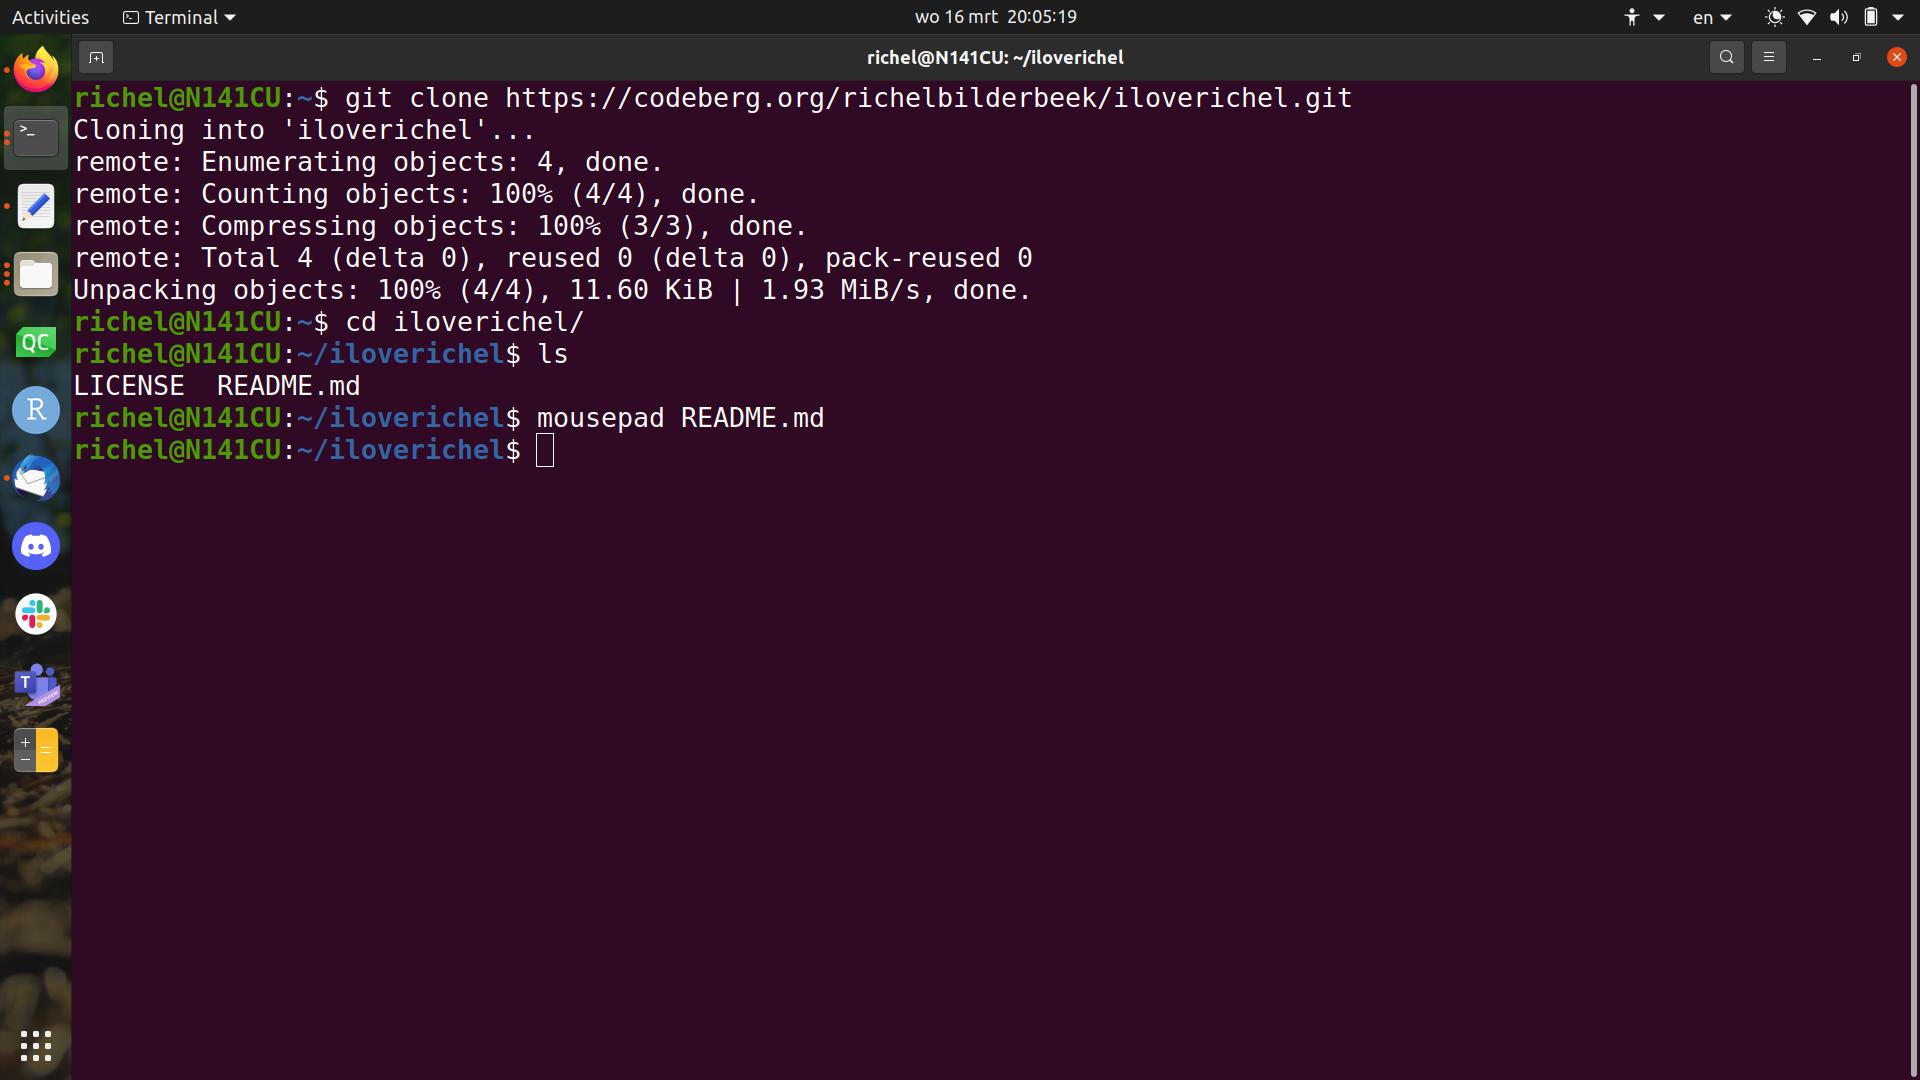 Activities Terminal wo 16 mrt 20:05:19 en
richel@N141CU: ~/iloverichel
richel@N141CU:~$ git clone https://codeberg.org/richelbilderbeek/iloverichel.git
Cloning into 'iloverichel'...
remote: Enumerating objects: 4, done.
remote: Counting objects: 100% (4/4), done.
remote: Compressing objects: 100% (3/3), done.
remote: Total 4 (delta 0), reused 0 (delta 0), pack-reused 0
Unpacking objects: 100% (4/4), 11.60 KiB | 1.93 MiB/s, done.
richel@N141CU:~$ cd iloverichel/
richel@N141CU:~/iloverichel$ ls
LICENSE  README.md
richel@N141CU:~/iloverichel$ mousepad README.md
richel@N141CU:~/iloverichel$
QC
R
T
PREVIEW